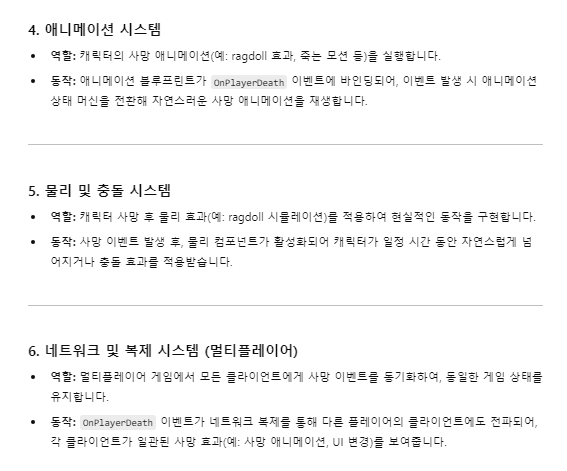 4. 애니메이션 시스템
• 역할: 캐릭터의 사망 애니메이션(예: ragdoll 효과, 죽는 모션 등)을 실행합니다.
• 동작: 애니메이션 블루프린트가 OnPlayerDeath 이벤트에 바인딩되어, 이벤트 발생 시 애니메이션
상태 머신을 전환해 자연스러운 사망 애니메이션을 재생합니다.
5. 물리 및 충돌 시스템
• 역할: 캐릭터 사망 후 물리 효과(예: ragdoll 시뮬레이션)를 적용하여 현실적인 동작을 구현합니다.
• 동작: 사망 이벤트 발생 후, 물리 컴포넌트가 활성화되어 캐릭터가 일정 시간 동안 자연스럽게 넘
어지거나 충돌 효과를 적용받습니다.
6. 네트워크 및 복제 시스템 (멀티플레이어)
• 역할: 멀티플레이어 게임에서 모든 클라이언트에게 사망 이벤트를 동기화하여, 동일한 게임 상태를
유지합니다.
• 동작: OnPlayerDeath 이벤트가 네트워크 복제를 통해 다른 플레이어의 클라이언트에도 전파되어,
각 클라이언트가 일관된 사망 효과(예: 사망 애니메이션, UI 변경)를 보여줍니다.